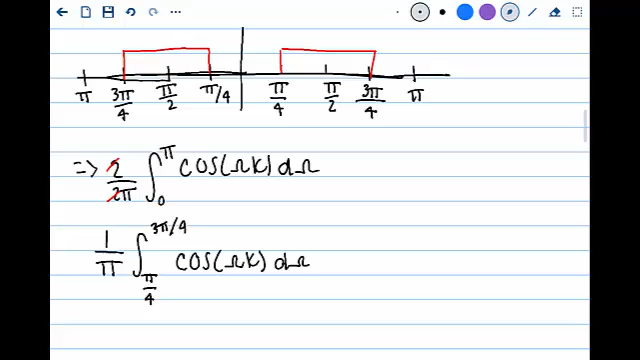 π 3π/4 π/2 π/4 π/4 π/2 3π/4 π
=> 2/2π ∫₀^π cos(Ωk) dΩ
1/π ∫_{π/4}^{3π/4} cos(Ωk) dΩ